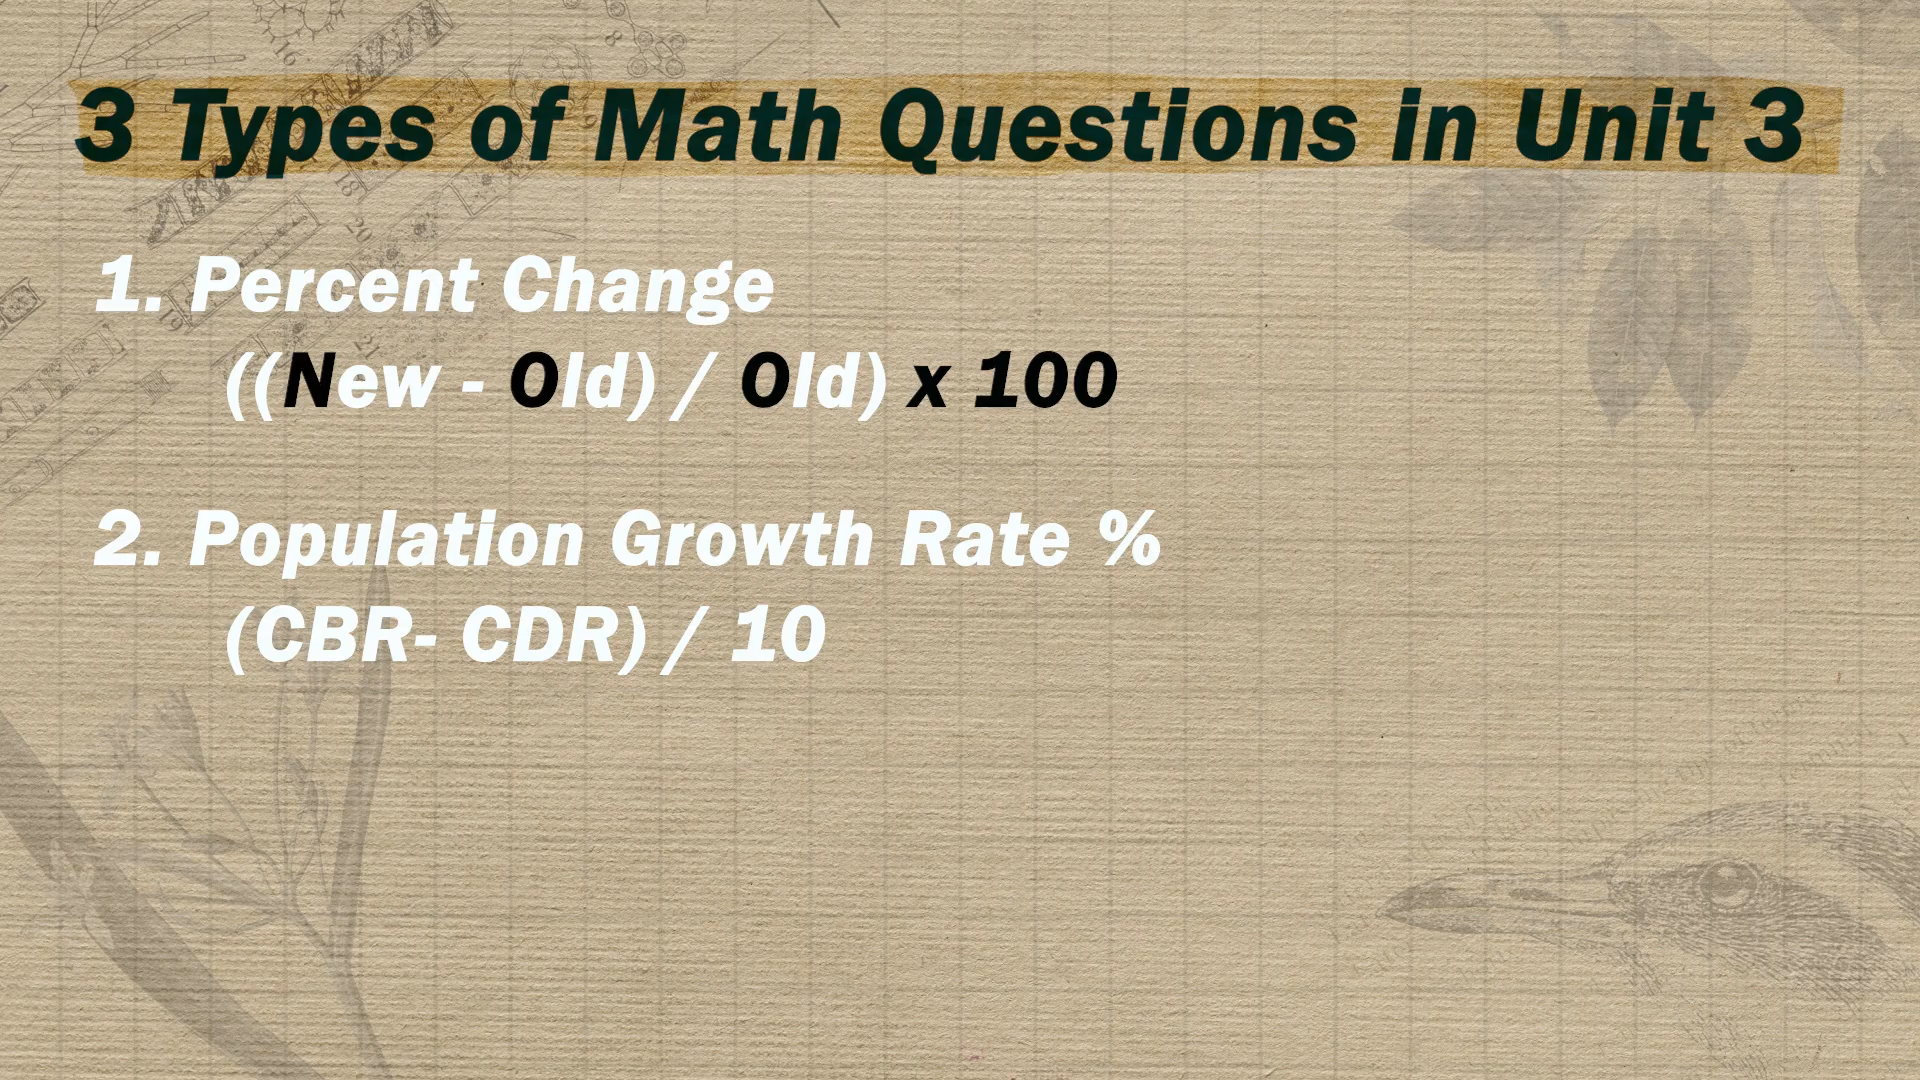 3 Types of Math Questions in Unit 3
1. Percent Change
((New - Old) / Old) x 100
2. Population Growth Rate %
(CBR- CDR) / 10